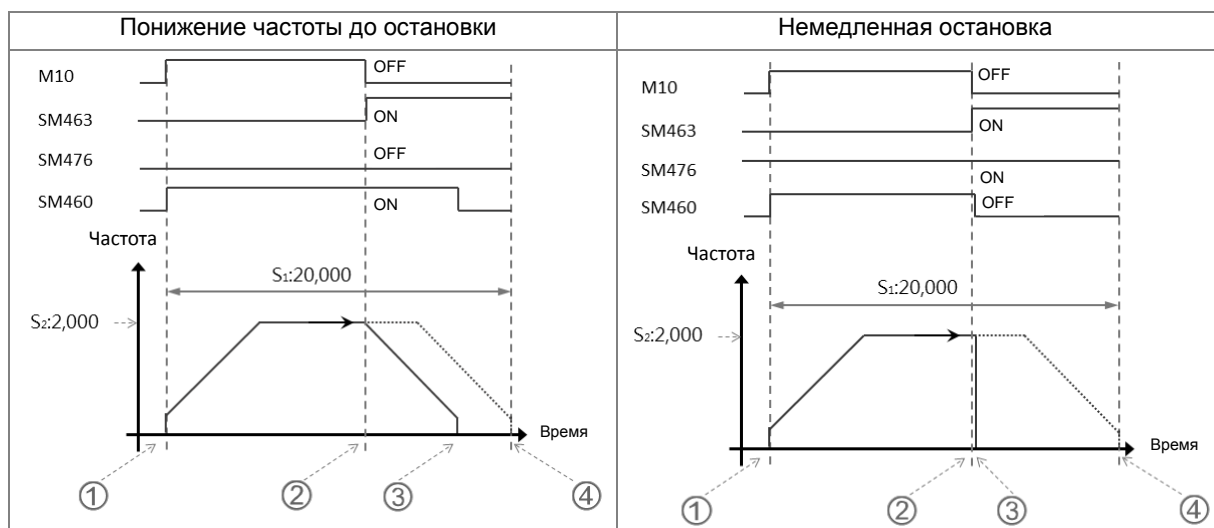 Понижение частоты до остановки
M10
OFF
SM463
ON
SM476
OFF
SM460
ON
Частота
S₁:20,000
S₂:2,000
Время
①
②
③
④
Немедленная остановка
M10
OFF
SM463
ON
SM476
ON
SM460
OFF
Частота
S₁:20,000
S₂:2,000
Время
①
②
③
④